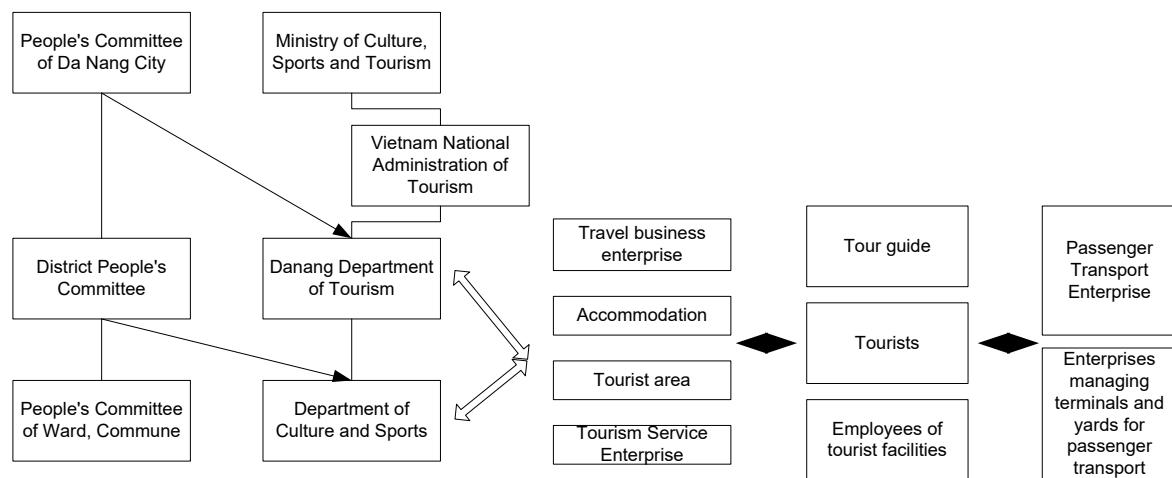 People's Committee
of Da Nang City
Ministry of Culture,
Sports and Tourism
Vietnam National
Administration of
Tourism
District People's
Committee
Danang Department
of Tourism
People's Committee
of Ward, Commune
Department of
Culture and Sports
Travel business
enterprise
Accommodation
Tourist area
Tourism Service
Enterprise
Tour guide
Tourists
Employees of
tourist facilities
Passenger
Transport
Enterprise
Enterprises
managing
terminals and
yards for
passenger
transport